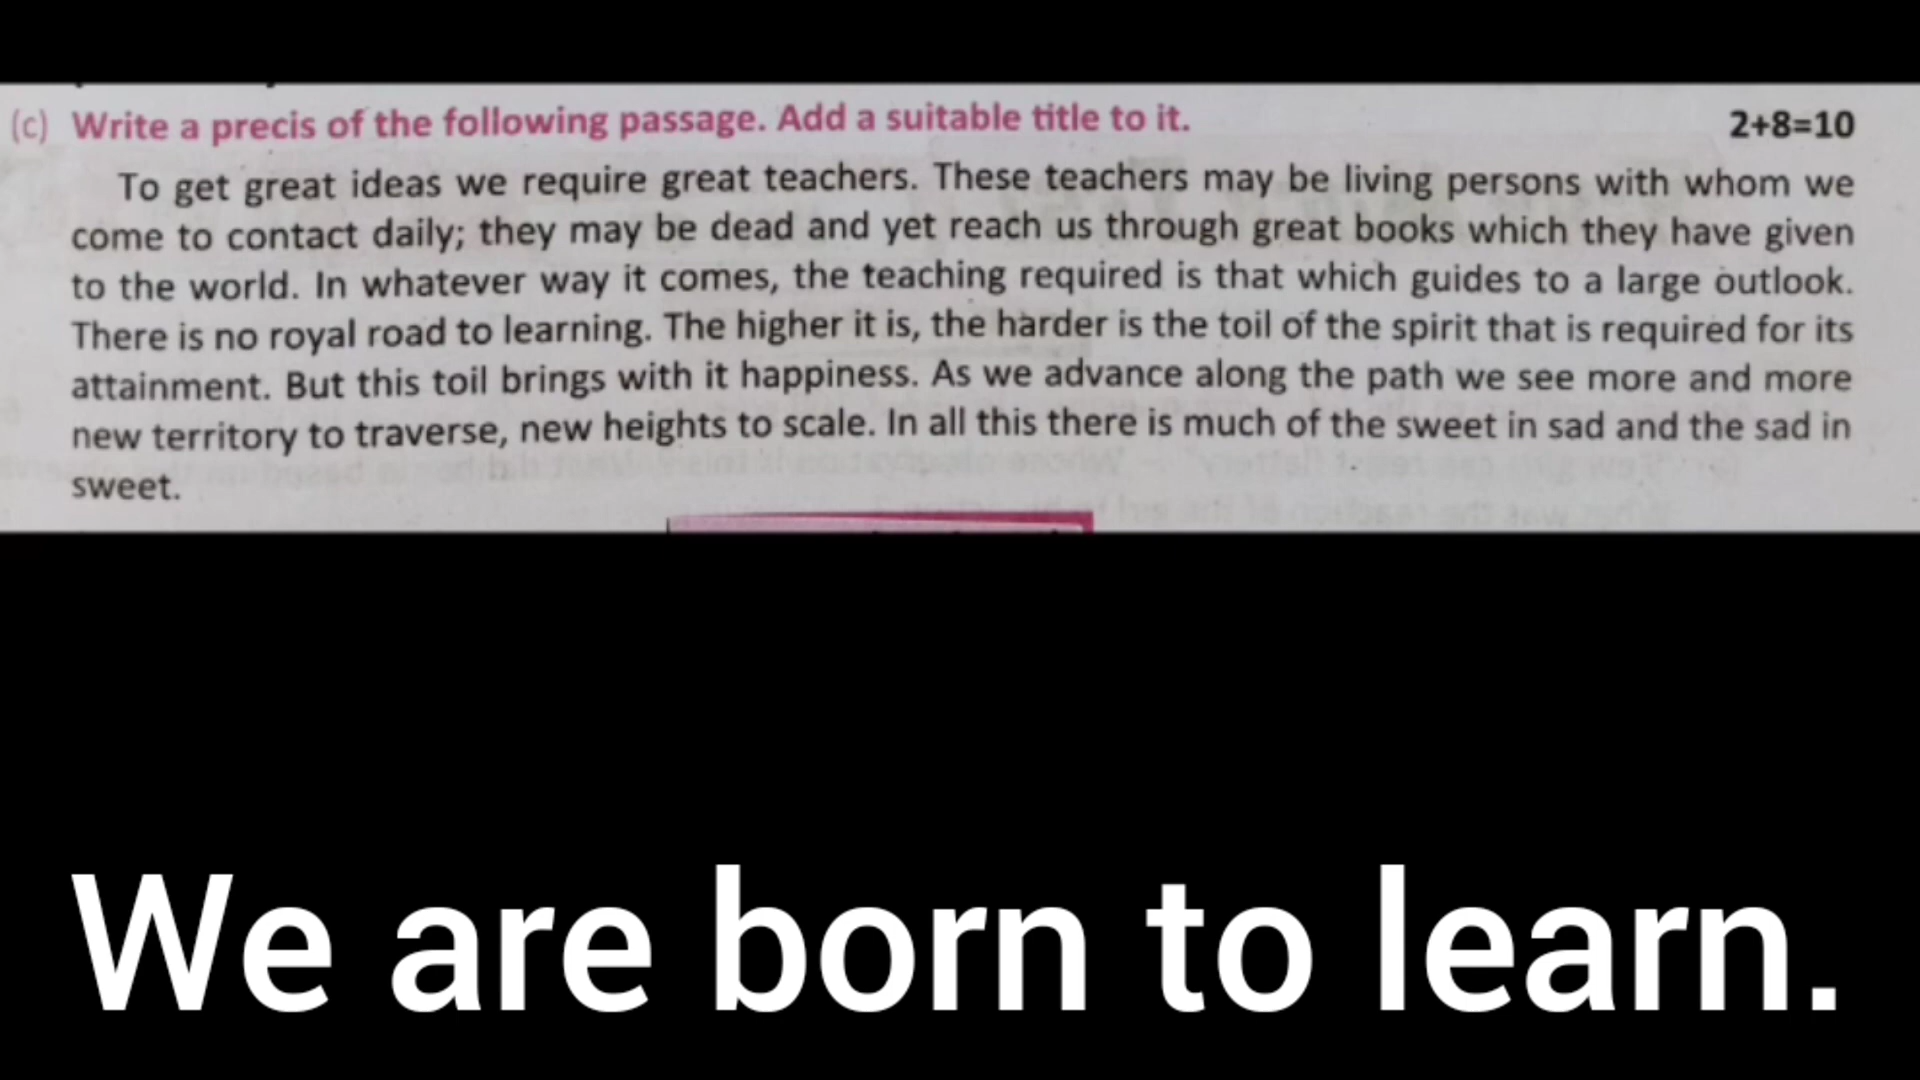 (c) Write a precis of the following passage. Add a suitable title to it. 2+8=10
To get great ideas we require great teachers. These teachers may be living persons with whom we
come to contact daily; they may be dead and yet reach us through great books which they have given
to the world. In whatever way it comes, the teaching required is that which guides to a large outlook.
There is no royal road to learning. The higher it is, the harder is the toil of the spirit that is required for its
attainment. But this toil brings with it happiness. As we advance along the path we see more and more
new territory to traverse, new heights to scale. In all this there is much of the sweet in sad and the sad in
sweet.
We are born to learn.